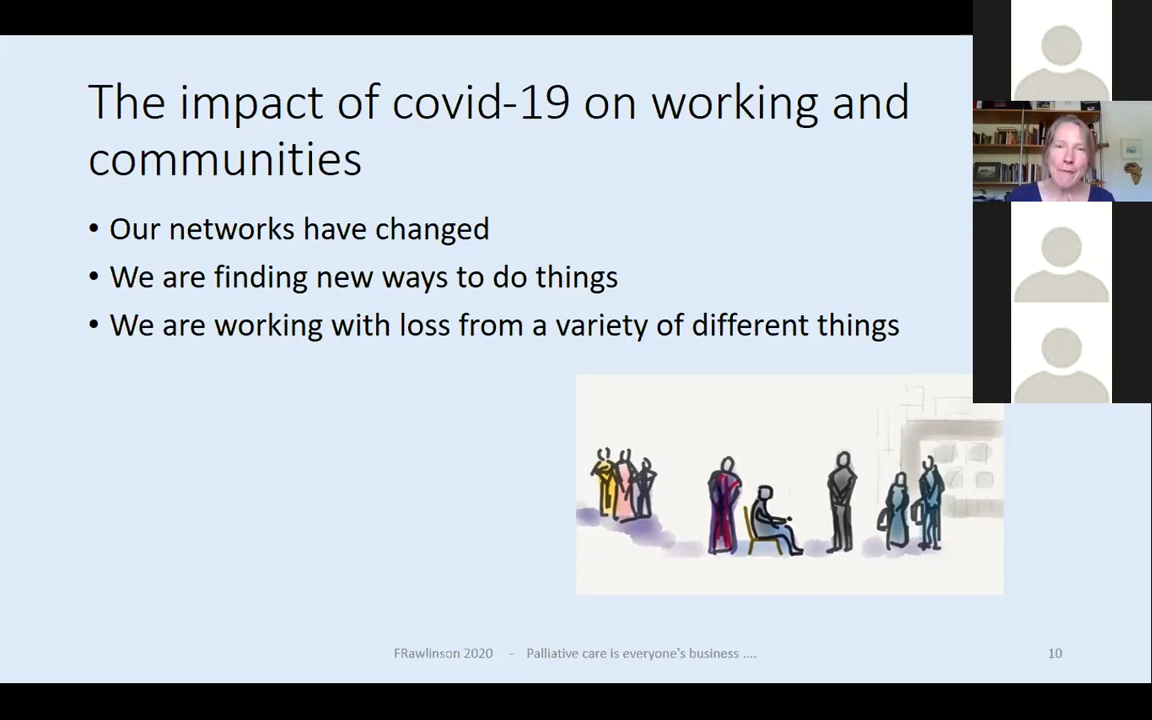 The impact of covid-19 on working and
communities
• Our networks have changed
• We are finding new ways to do things
• We are working with loss from a variety of different things
FRawlinson 2020 - Palliative care is everyone's business ....
10